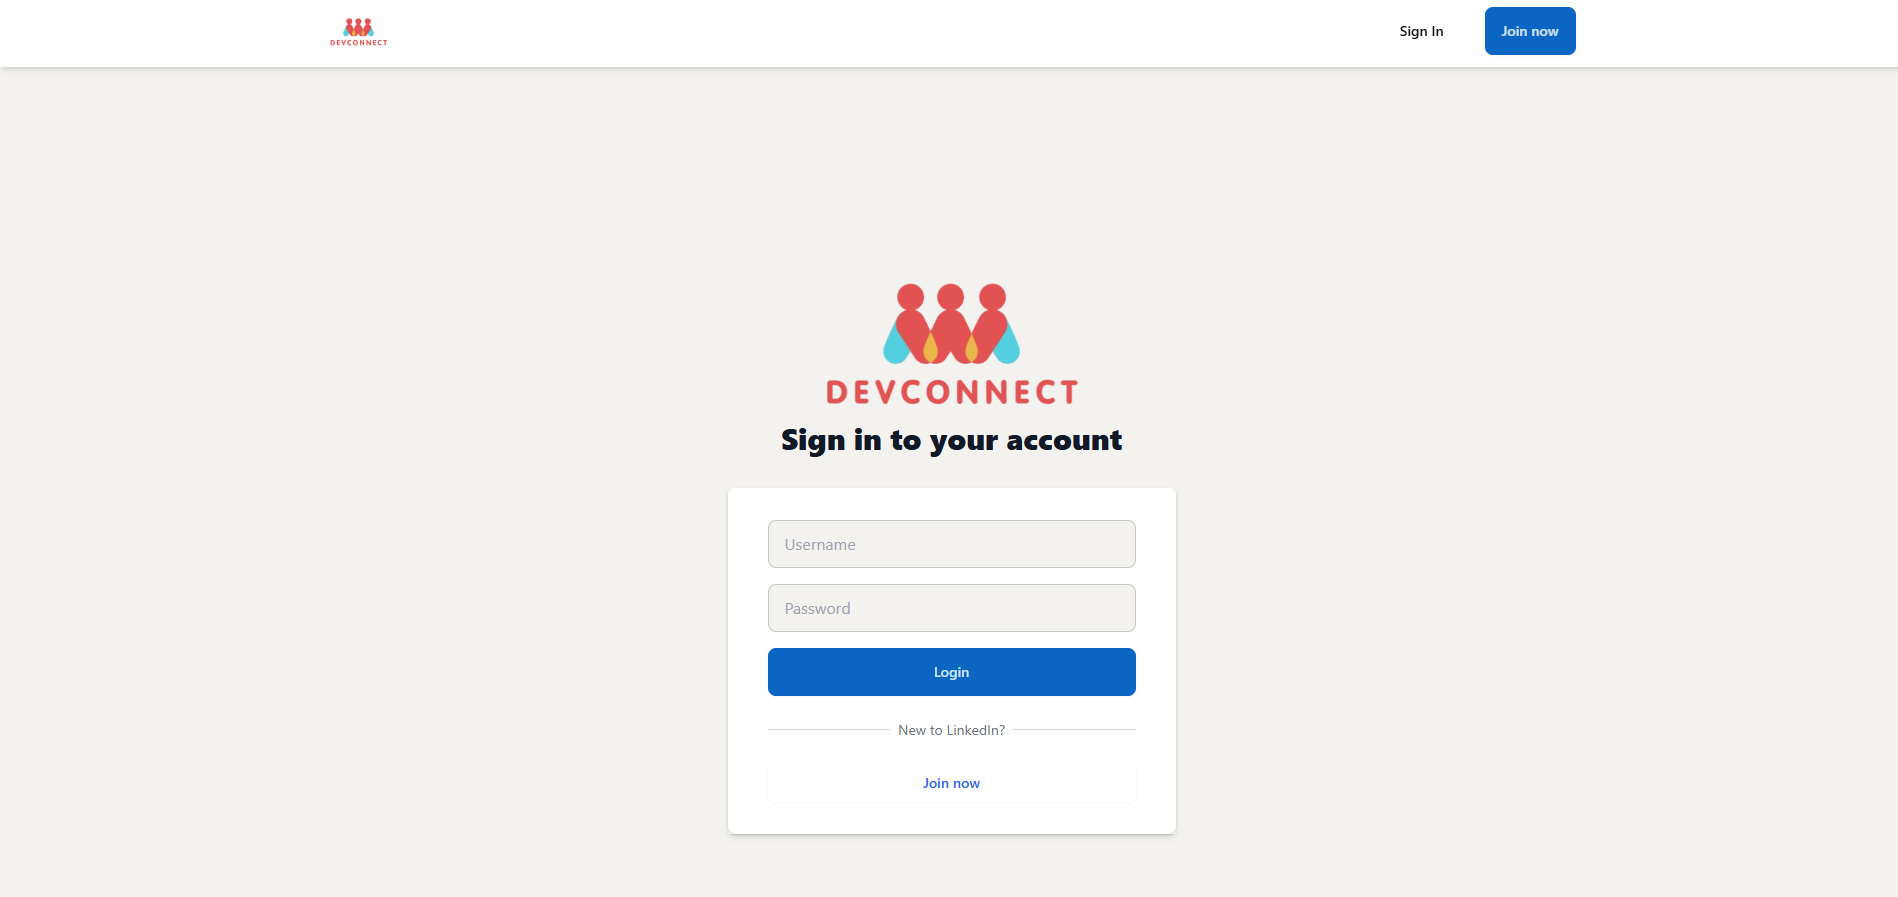 DEVCONNECT
Sign In
Join now
DEVCONNECT
Sign in to your account
Username
Password
Login
New to LinkedIn?
Join now